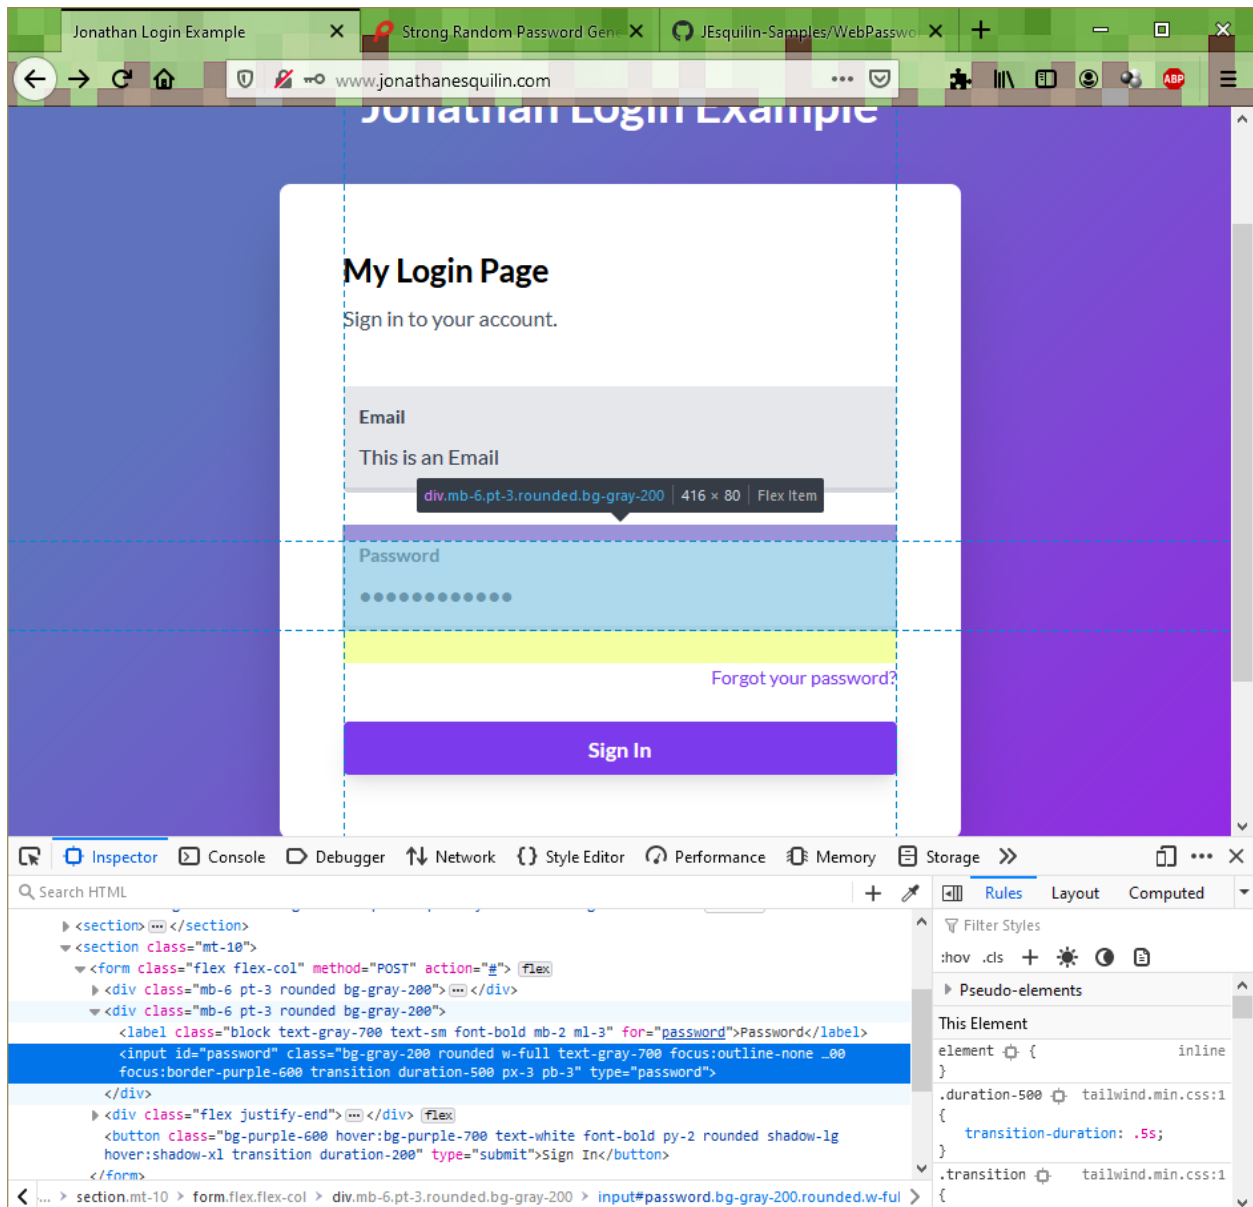 Jonathan Login Example
Strong Random Password Gene
JEsquilin-Samples/WebPasswo
www.jonathanesquilin.com
ABP
Jonathan Login Example
My Login Page
Sign in to your account.
Email
This is an Email
div.mb-6.pt-3.rounded.bg-gray-200 416 × 80 Flex Item
Password
●●●●●●●●●●●●
Forgot your password?
Sign In
Inspector Console Debugger Network Style Editor Performance Memory Storage
Search HTML
Rules Layout Computed
<section></section>
<section class="mt-10">
<form class="flex flex-col" method="POST" action="#"> flex
<div class="mb-6 pt-3 rounded bg-gray-200"></div>
<div class="mb-6 pt-3 rounded bg-gray-200">
<label class="block text-gray-700 text-sm font-bold mb-2 ml-3" for="password">Password</label>
<input id="password" class="bg-gray-200 rounded w-full text-gray-700 focus:outline-none …00
focus:border-purple-600 transition duration-500 px-3 pb-3" type="password">
</div>
<div class="flex justify-end"></div> flex
<button class="bg-purple-600 hover:bg-purple-700 text-white font-bold py-2 rounded shadow-lg
hover:shadow-xl transition duration-200" type="submit">Sign In</button>
</form>
... > section.mt-10 > form.flex.flex-col > div.mb-6.pt-3.rounded.bg-gray-200 > input#password.bg-gray-200.rounded.w-ful
Filter Styles
:hov .cls
Pseudo-elements
This Element
element { inline
}
.duration-500 tailwind.min.css:1
{
transition-duration: .5s;
}
.transition tailwind.min.css:1
{